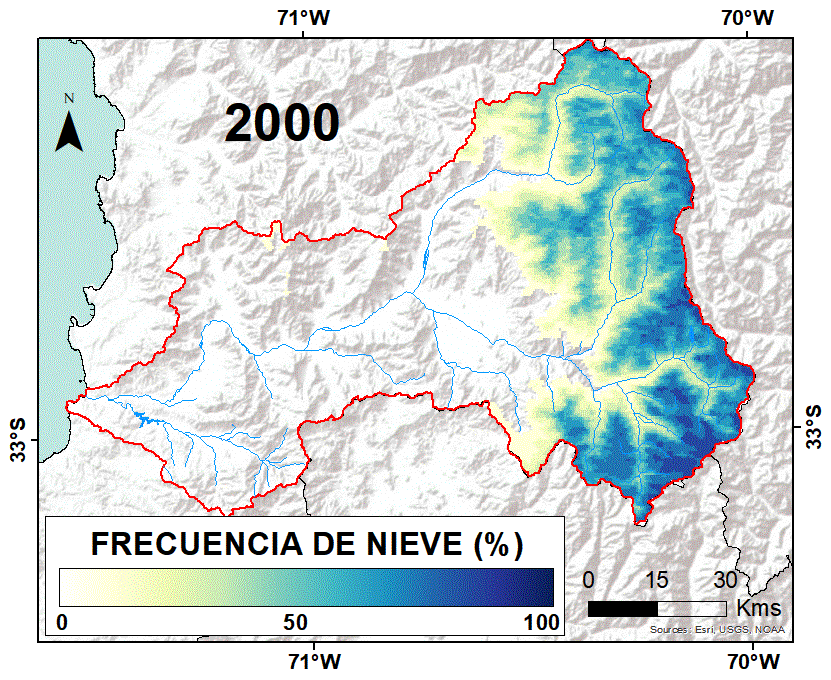 71°W 70°W
N
2000
33°S 33°S
FRECUENCIA DE NIEVE (%)
0 50 100
0 15 30
Kms
Sources: Esri, USGS, NOAA
71°W 70°W